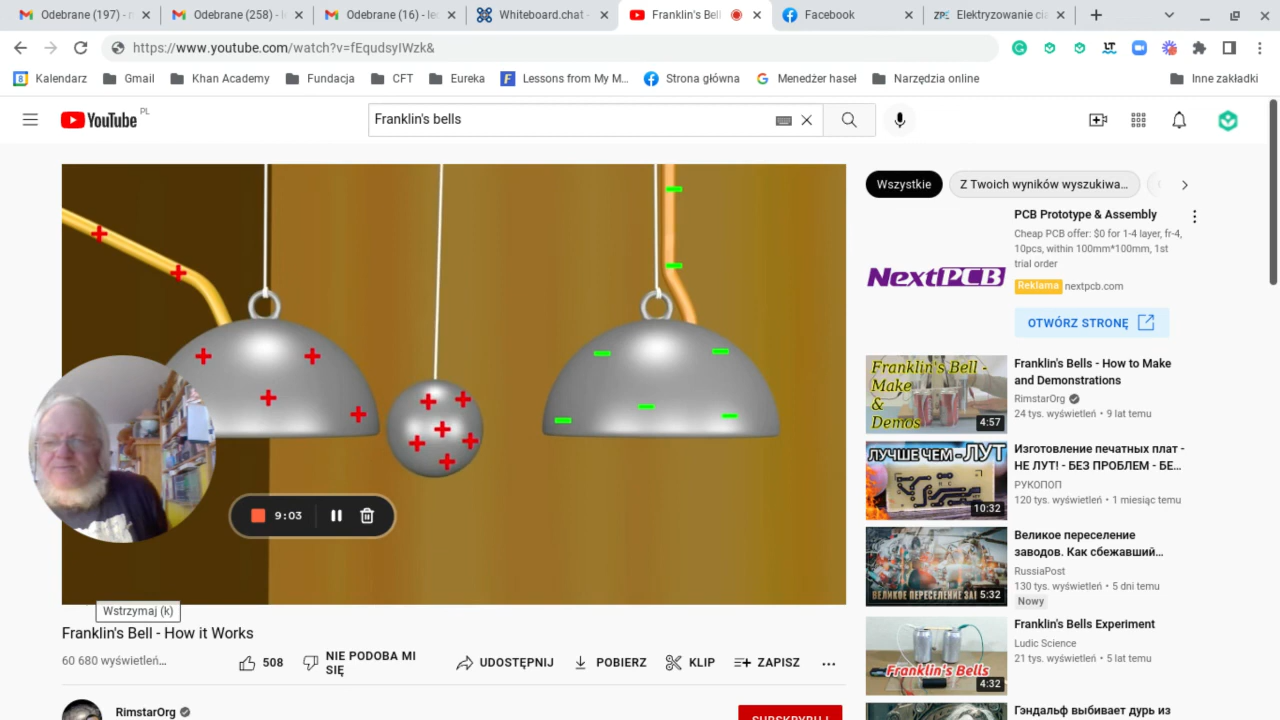 Odebrane (197) - n
Odebrane (258) - l
Odebrane (16) - lec
Whiteboard.chat -
Franklin's Bell
Facebook
ZPE
Elektryzowanie cia
https://www.youtube.com/watch?v=fEqudsyIWzk&
LT
8 Kalendarz
Gmail
Khan Academy
Fundacja
CFT
Eureka
F Lessons from My M...
Strona główna
G Menedżer haseł
Narzędzia online
Inne zakładki
YouTube PL
Franklin's bells
Wszystkie
Z Twoich wyników wyszukiwa...
PCB Prototype & Assembly
Cheap PCB offer: $0 for 1-4 layer, fr-4,
10pcs, within 100mm*100mm, 1st
trial order
NextPCB
Reklama nextpcb.com
OTWÓRZ STRONĘ
Franklin's Bell -
Make
&
Demos
4:57
Franklin's Bells - How to Make
and Demonstrations
RimstarOrg
24 tys. wyświetleń • 9 lat temu
ЛУЧШЕ ЧЕМ - ЛУТ
10:32
Изготовление печатных плат -
НЕ ЛУТ! - БЕЗ ПРОБЛЕМ - БЕ...
РУКОПОП
120 tys. wyświetleń • 1 miesiąc temu
ВЕЛИКОЕ ПЕРЕСЕЛЕНИЕ
5:32
Великое переселение
заводов. Как сбежавший...
RussiaPost
130 tys. wyświetleń • 5 dni temu
Nowy
Franklin's Bells
4:32
Franklin's Bells Experiment
Ludic Science
21 tys. wyświetleń • 5 lat temu
Гэндальф выбивает дурь из
9:03
Wstrzymaj (k)
Franklin's Bell - How it Works
60 680 wyświetleń...
508
NIE PODOBA MI
SIĘ
UDOSTĘPNIJ
POBIERZ
KLIP
ZAPISZ
RimstarOrg
SUBSKRYBUJ